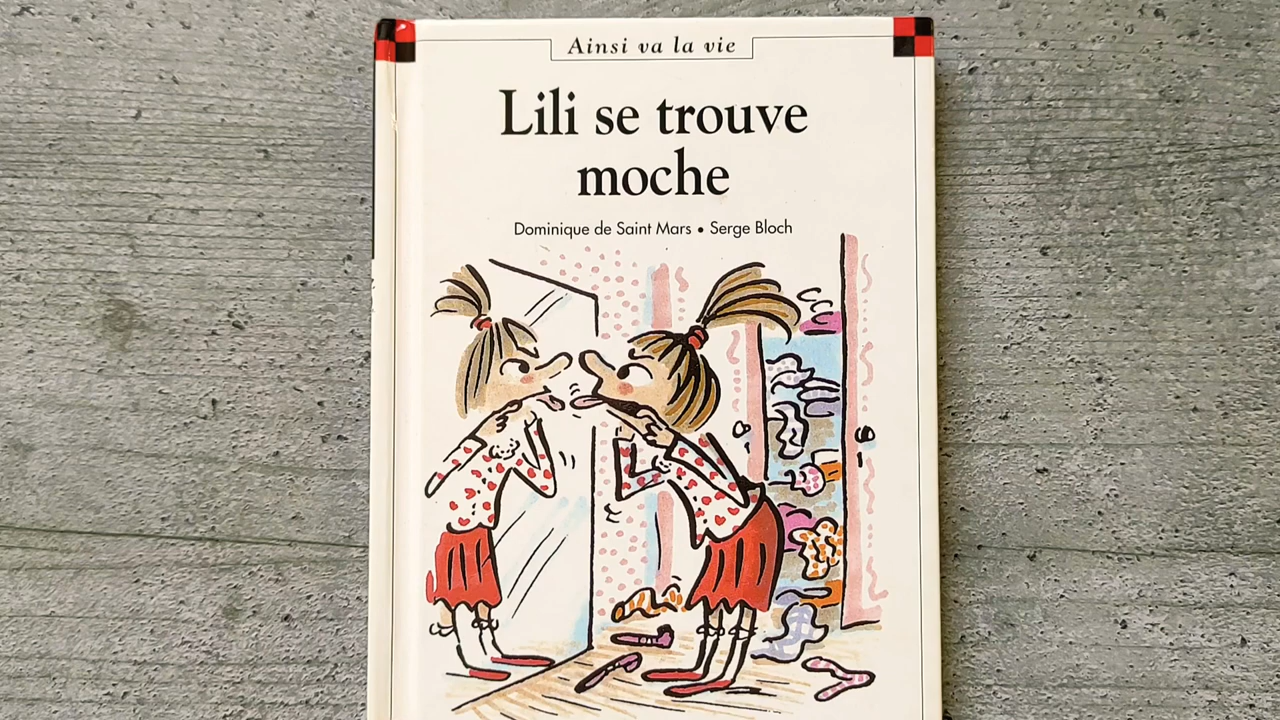 Ainsi va la vie
Lili se trouve
moche
Dominique de Saint Mars • Serge Bloch